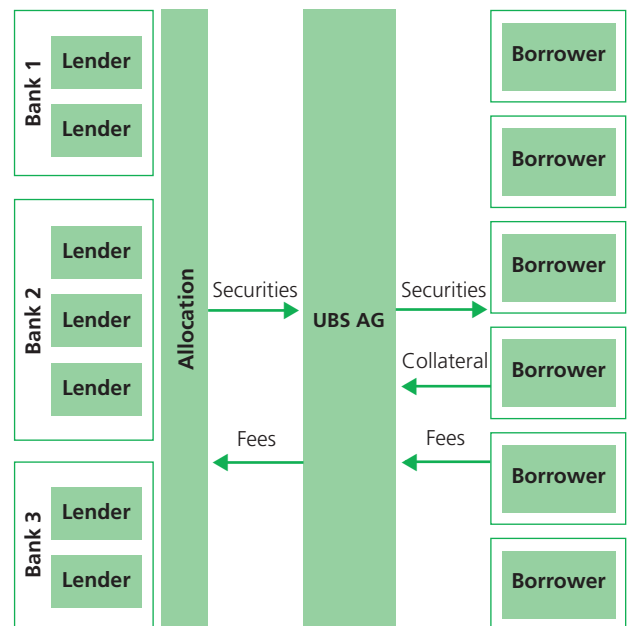 Bank 1
Lender
Lender
Bank 2
Lender
Lender
Lender
Bank 3
Lender
Lender
Allocation
Securities
Fees
UBS AG
Securities
Collateral
Fees
Borrower
Borrower
Borrower
Borrower
Borrower
Borrower